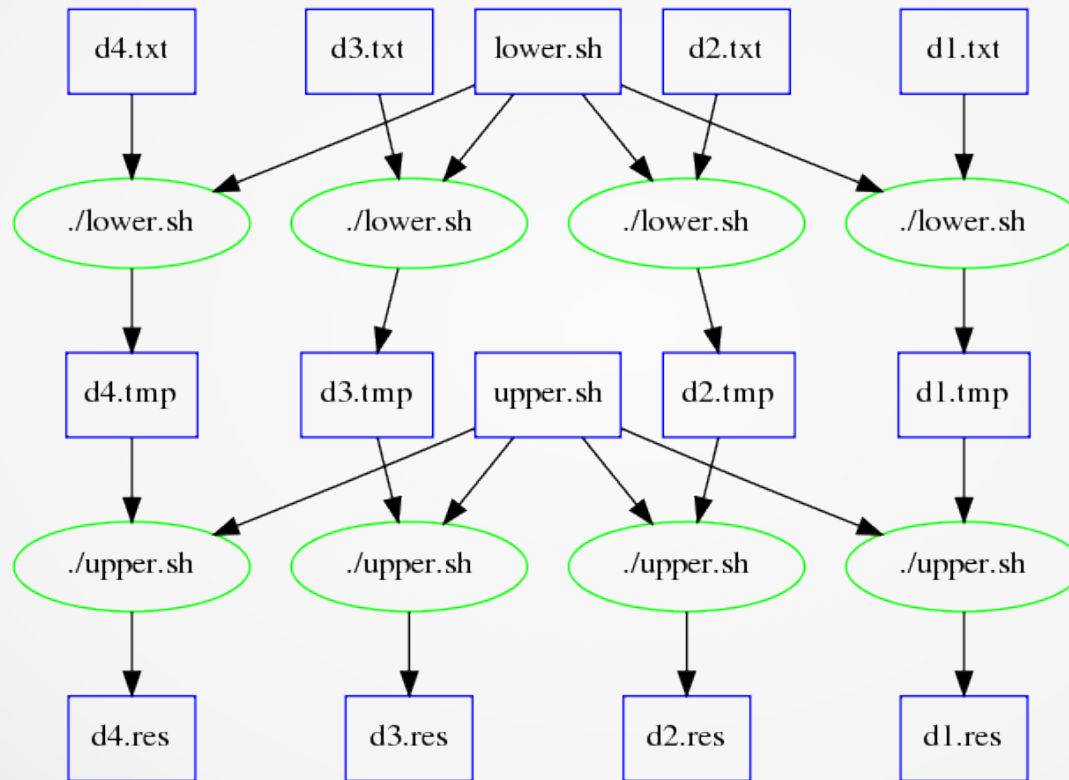 d4.txt
d3.txt
lower.sh
d2.txt
d1.txt
./lower.sh
./lower.sh
./lower.sh
./lower.sh
d4.tmp
d3.tmp
upper.sh
d2.tmp
d1.tmp
./upper.sh
./upper.sh
./upper.sh
./upper.sh
d4.res
d3.res
d2.res
d1.res